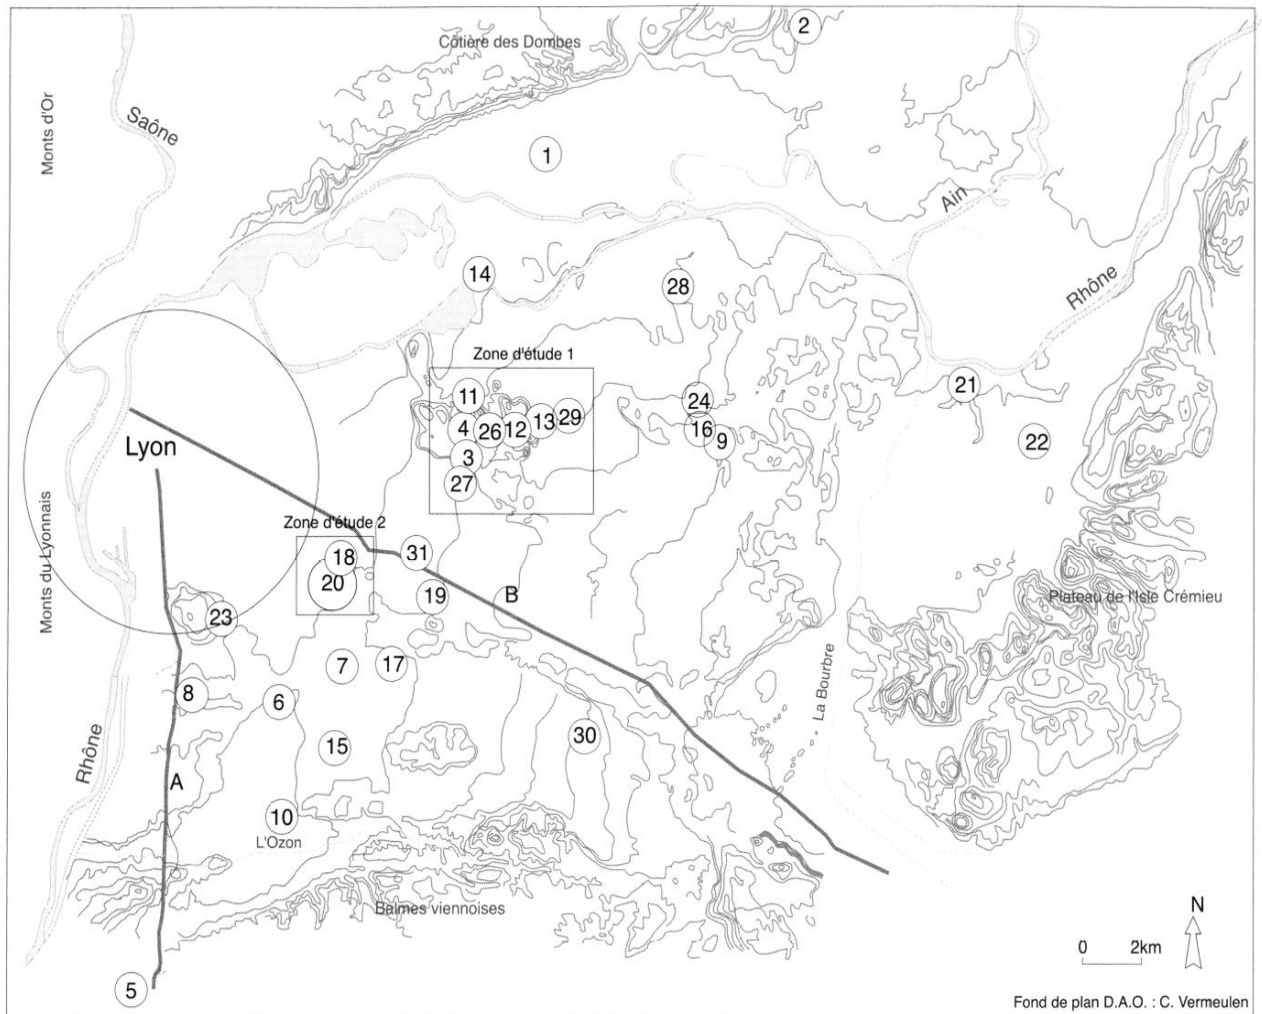 2
Côtière des Dombes
Monts d'Or
Saône
1
Ain
14
28
Rhône
Zone d'étude 1
21
11
24
29
13
4
26
12
16
9
22
Lyon
3
27
Zone d'étude 2
Monts du Lyonnais
18
31
20
19
B
Plateau de l'Isle Crémieu
23
7
17
La Bourbre
8
6
30
15
Rhône
A
10
L'Ozon
Balmes viennoises
N
0 2km
5
Fond de plan D.A.O. : C. Vermeulen